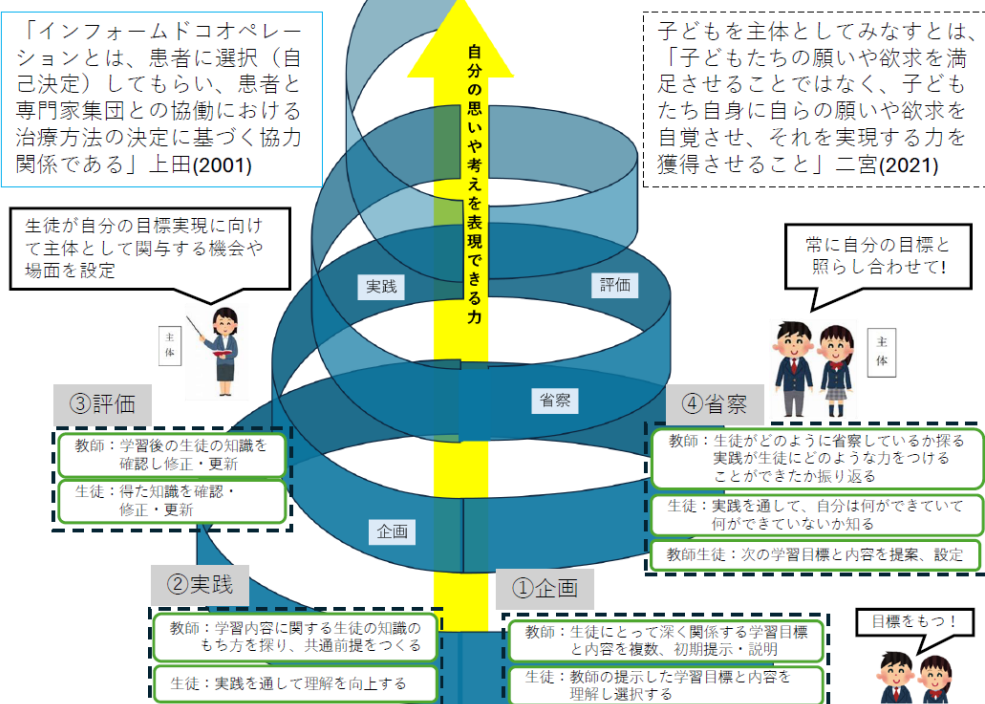 「インフォームドコオペレー
ションとは、患者に選択（自
己決定）してもらい、患者と
専門家集団との協働における
治療方法の決定に基づく協力
関係である」上田(2001)
子どもを主体としてみなすとは、
「子どもたちの願いや欲求を満
足させることではなく、子ども
たち自身に自らの願いや欲求を
自覚させ、それを実現する力を
獲得させること」二宮(2021)
自分の思いや考えを表現できる力
生徒が自分の目標実現に向け
て主体として関与する機会や
場面を設定
常に自分の目標と
照らし合わせて!
実践
評価
主体
主体
省察
③評価
教師：学習後の生徒の知識を
確認し修正・更新
生徒：得た知識を確認・
修正・更新
④省察
教師：生徒がどのように省察しているか探る
実践が生徒にどのような力をつける
ことができたか振り返る
生徒：実践を通して、自分は何ができていて
何ができていないか知る
教師生徒：次の学習目標と内容を提案、設定
企画
②実践
教師：学習内容に関する生徒の知識の
もち方を探り、共通前提をつくる
生徒：実践を通して理解を向上する
①企画
教師：生徒にとって深く関係する学習目標
と内容を複数、初期提示・説明
生徒：教師の提示した学習目標と内容を
理解し選択する
目標をもつ！